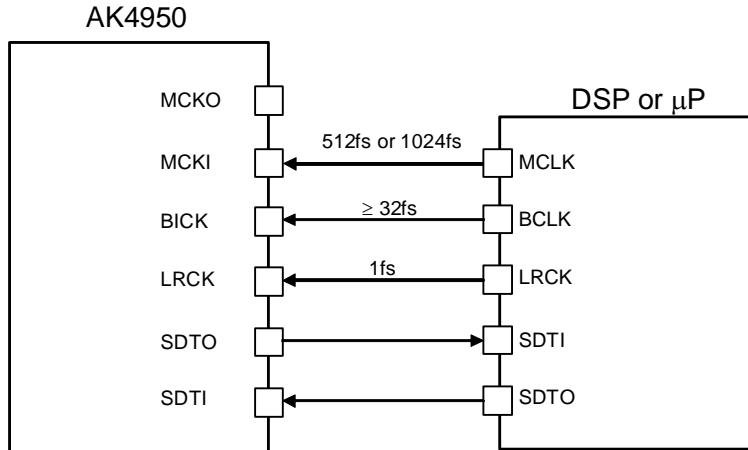 AK4950
DSP or μP
MCKO
512fs or 1024fs
MCKI
MCLK
≥ 32fs
BICK
BCLK
1fs
LRCK
LRCK
SDTO
SDTI
SDTI
SDTO